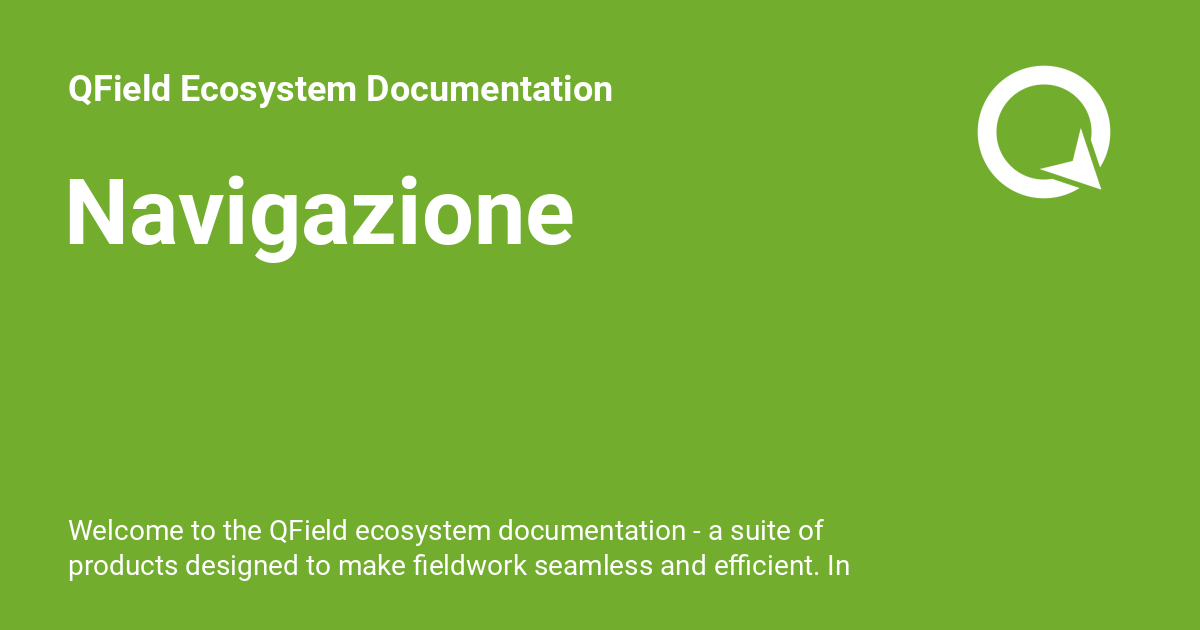 QField Ecosystem Documentation
Navigazione
Welcome to the QField ecosystem documentation - a suite of
products designed to make fieldwork seamless and efficient. In